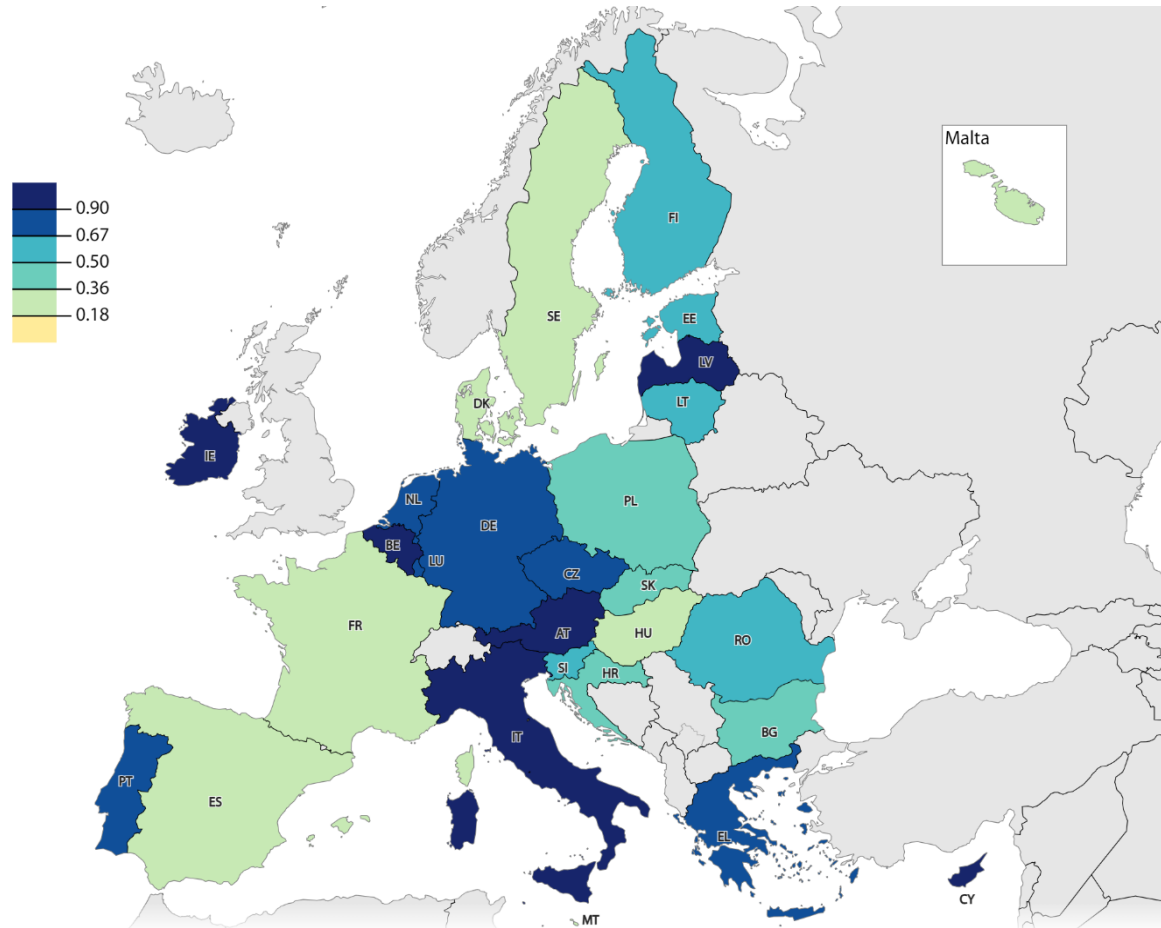 Malta
0.90
0.67
0.50
0.36
0.18
FI
SE
EE
LV
LT
DK
IE
NL
DE
PL
BE
LU
CZ
SK
FR
AT
HU
RO
SI
HR
BG
IT
PT
ES
EL
CY
MT